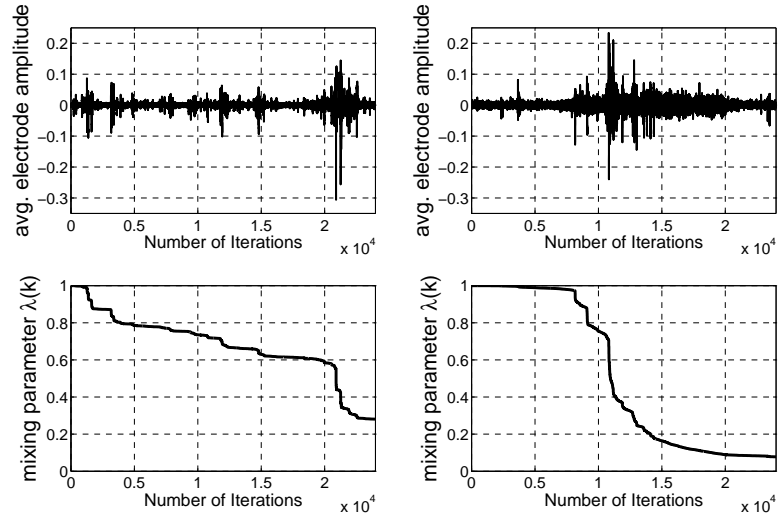 avg. electrode amplitude
0.2
0.1
0
−0.1
−0.2
−0.3
0 0.5 1 1.5 2
Number of Iterations
x 10^4
avg. electrode amplitude
0.2
0.1
0
−0.1
−0.2
−0.3
0 0.5 1 1.5 2
Number of Iterations
x 10^4
mixing parameter λ(k)
1
0.8
0.6
0.4
0.2
0
0 0.5 1 1.5 2
Number of Iterations
x 10^4
mixing parameter λ(k)
1
0.8
0.6
0.4
0.2
0
0 0.5 1 1.5 2
Number of Iterations
x 10^4